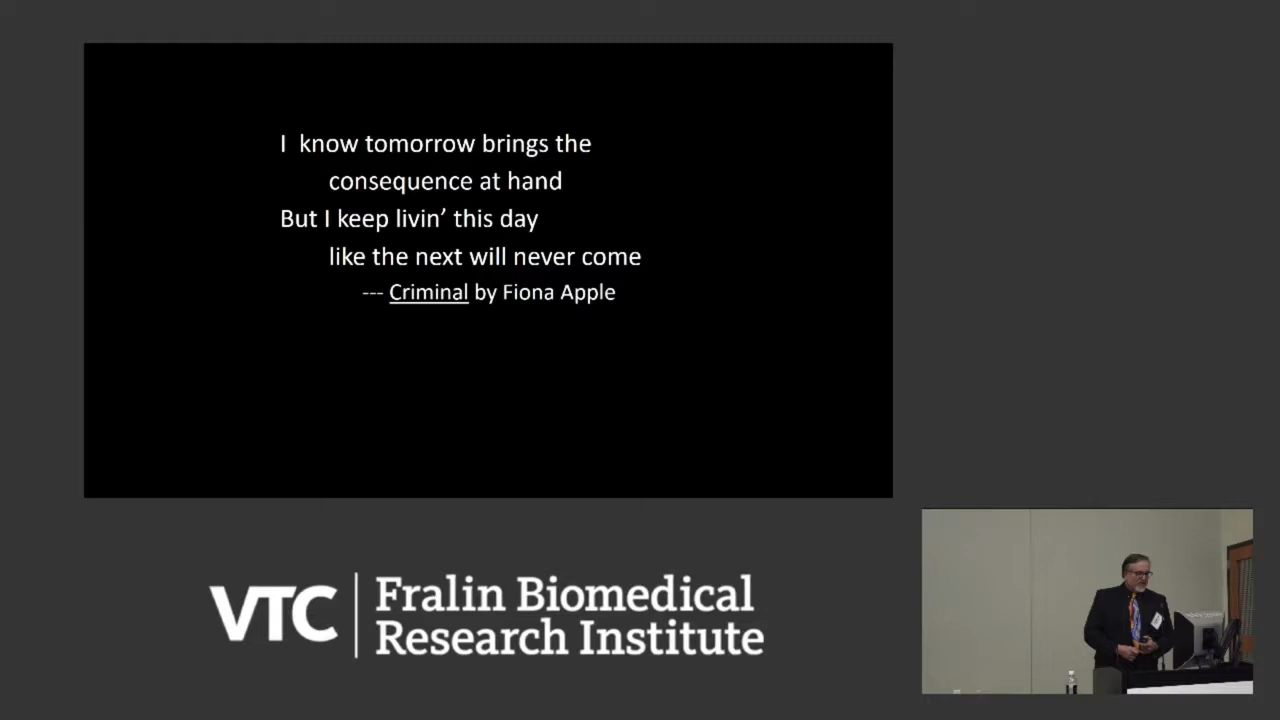 I  know tomorrow brings the
consequence at hand
But I keep livin’ this day
like the next will never come
--- Criminal by Fiona Apple
VTC
Fralin Biomedical
Research Institute